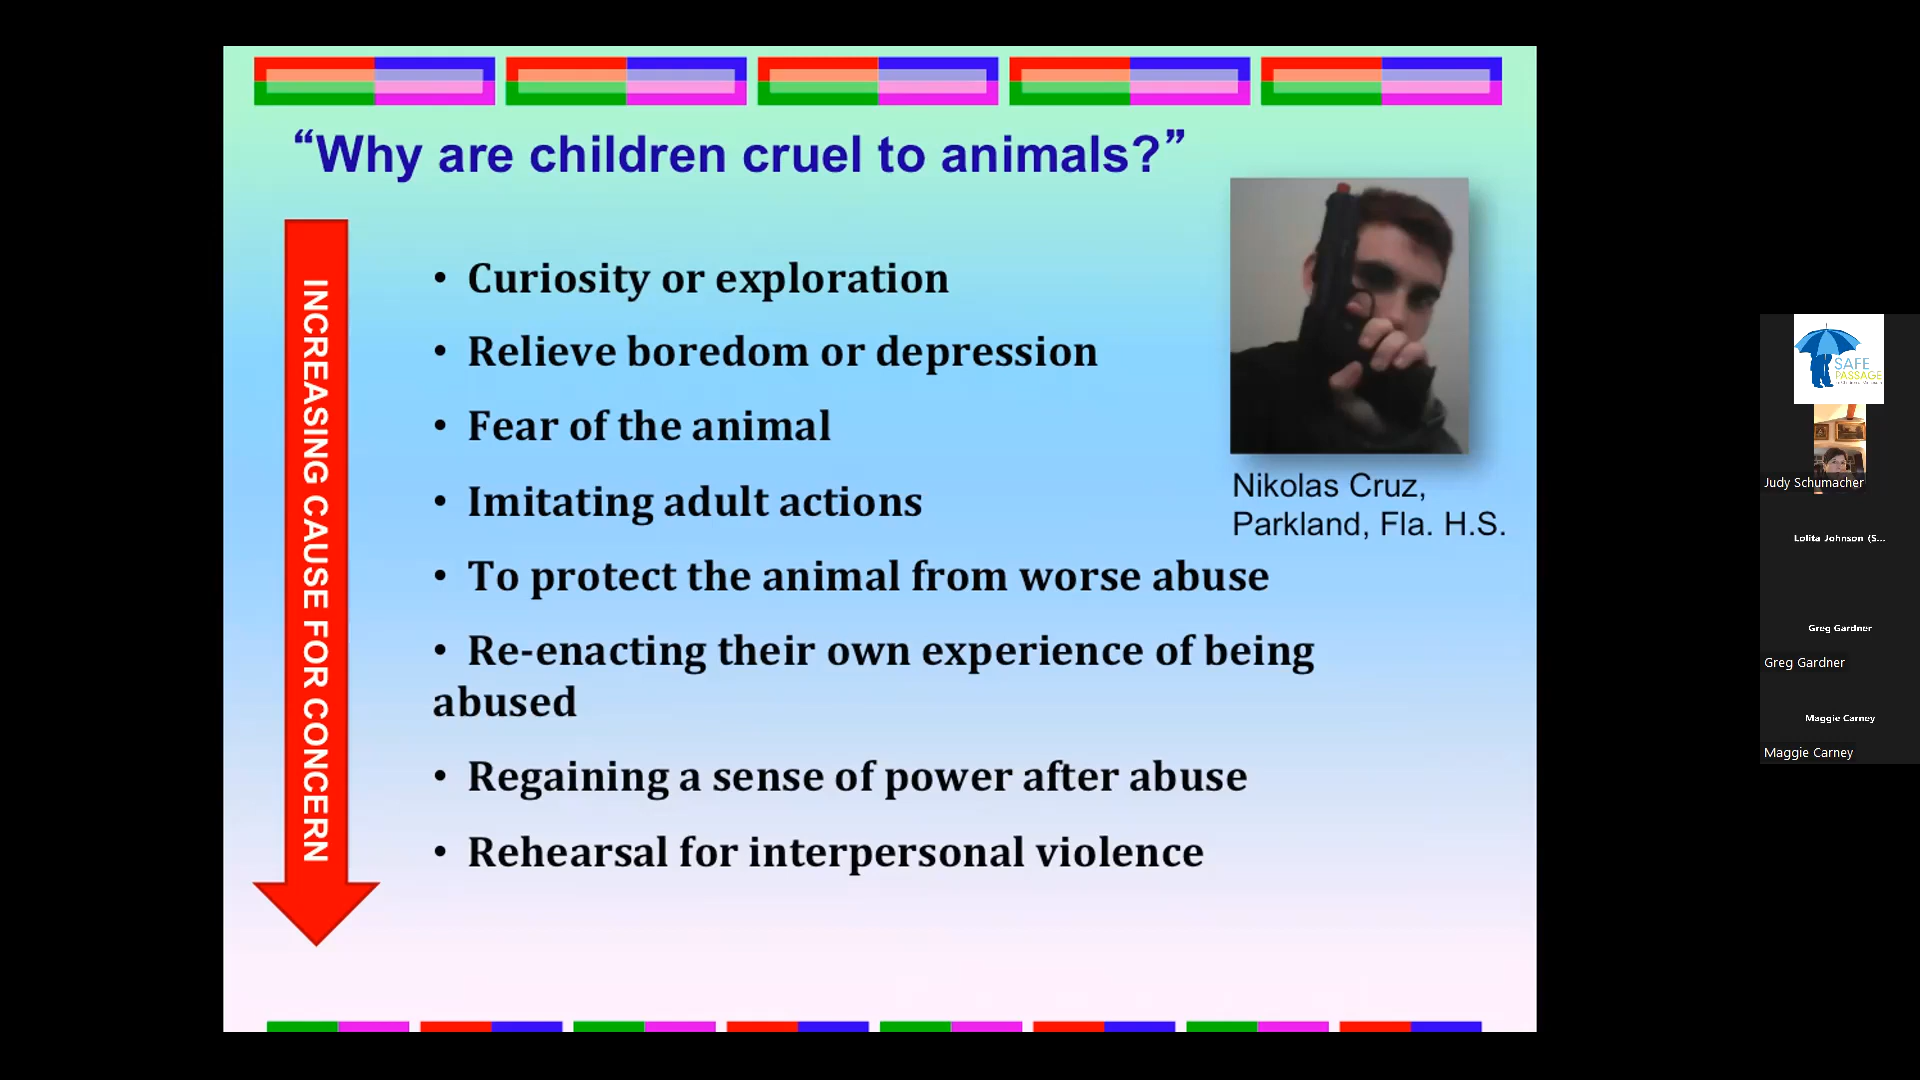 “Why are children cruel to animals?”
INCREASING CAUSE FOR CONCERN
• Curiosity or exploration
• Relieve boredom or depression
• Fear of the animal
• Imitating adult actions
• To protect the animal from worse abuse
• Re-enacting their own experience of being
abused
• Regaining a sense of power after abuse
• Rehearsal for interpersonal violence
Nikolas Cruz,
Parkland, Fla. H.S.
SAFE
PASSAGE
Judy Schumacher
Lolita Johnson (S...
Greg Gardner
Greg Gardner
Maggie Carney
Maggie Carney